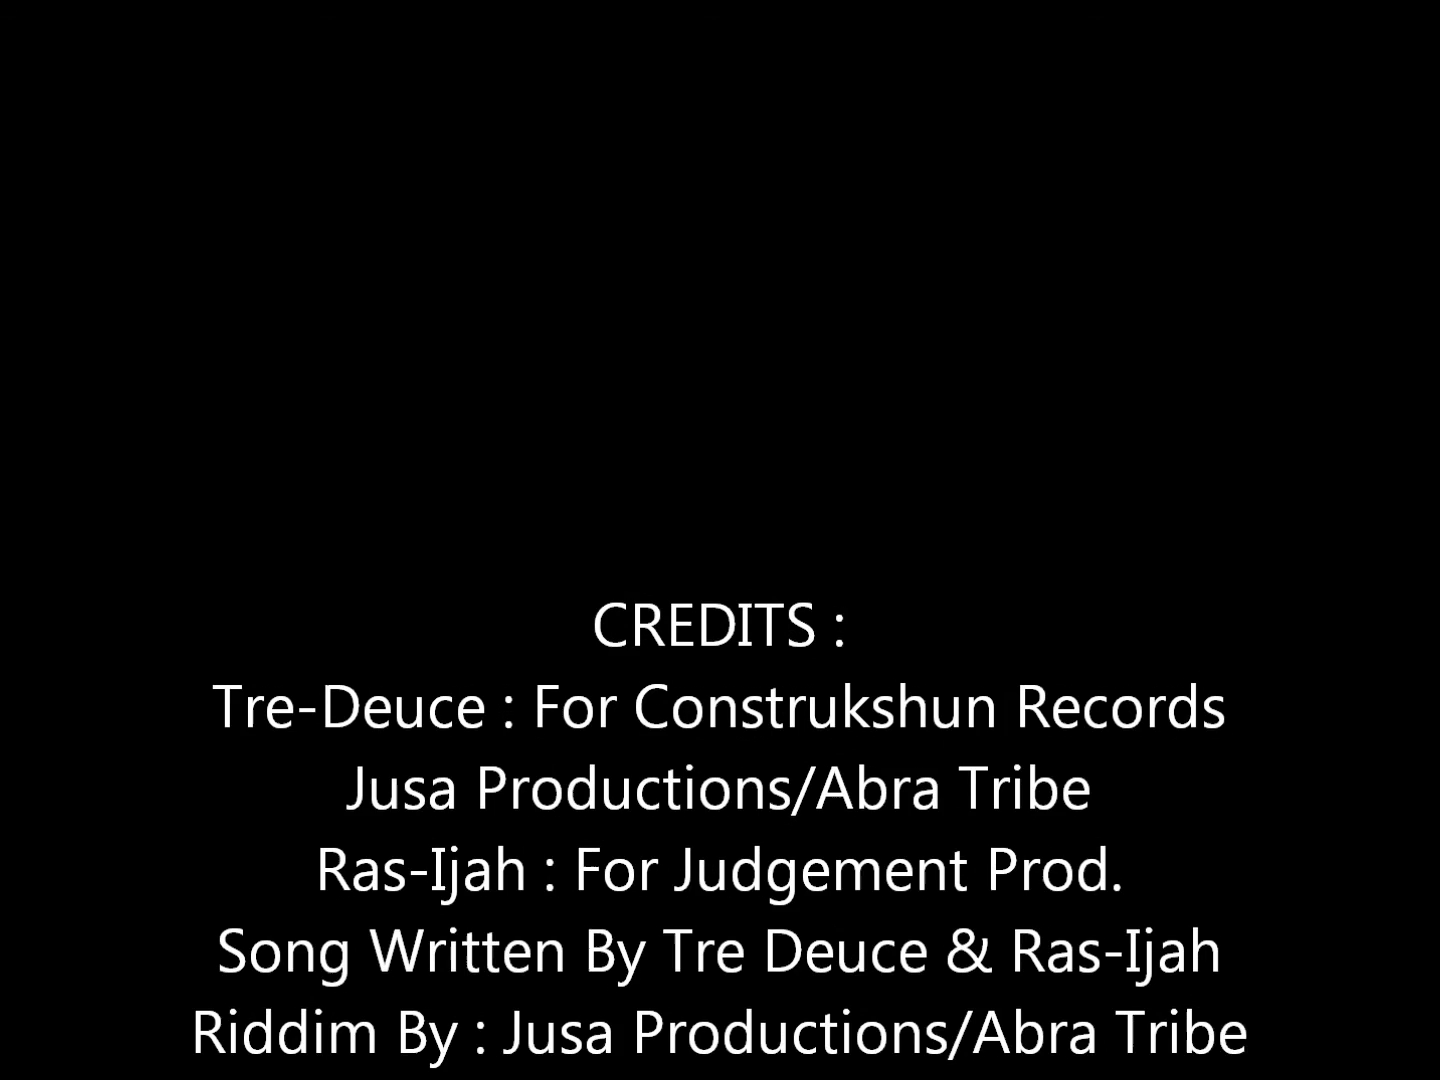 CREDITS :
Tre-Deuce : For Construkshun Records
Jusa Productions/Abra Tribe
Ras-Ijah : For Judgement Prod.
Song Written By Tre Deuce & Ras-Ijah
Riddim By : Jusa Productions/Abra Tribe